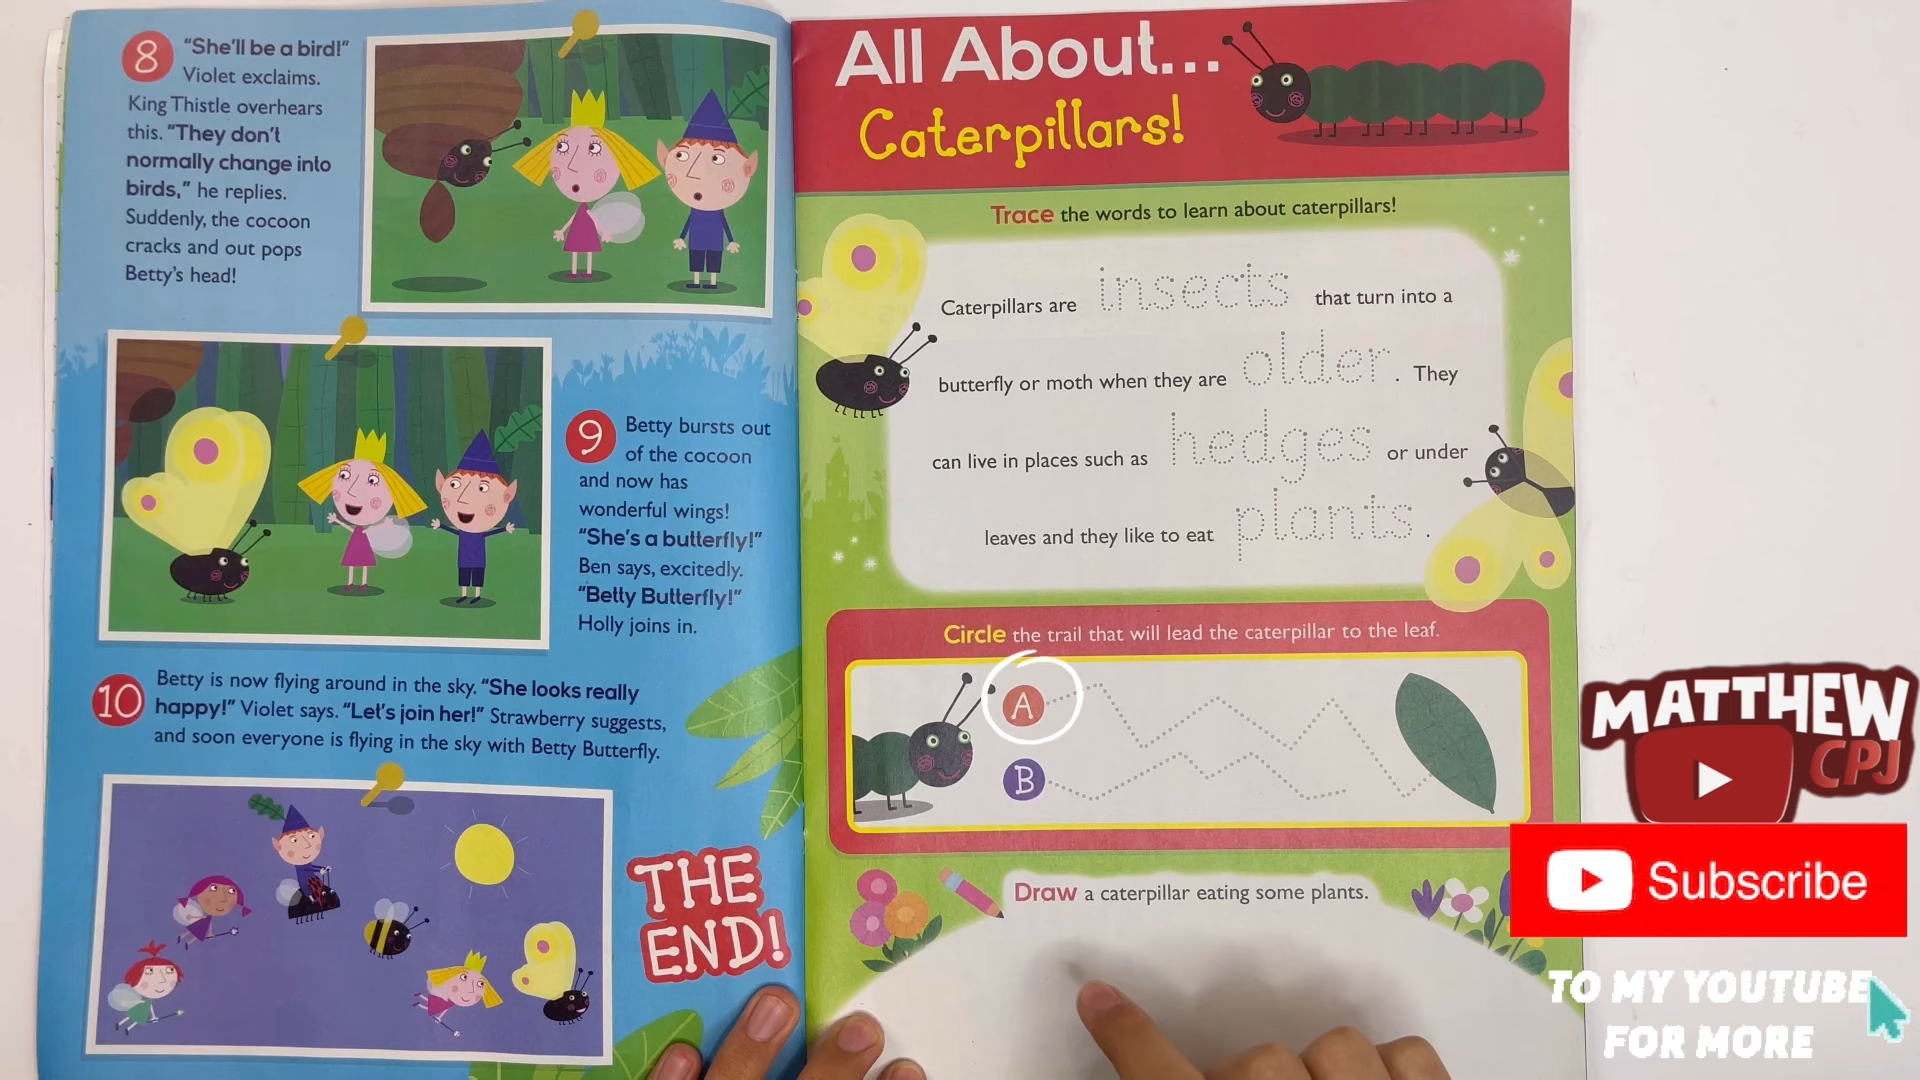 8
"She'll be a bird!"
Violet exclaims.
King Thistle overhears
this. "They don't
normally change into
birds," he replies.
Suddenly, the cocoon
cracks and out pops
Betty's head!
9
Betty bursts out
of the cocoon
and now has
wonderful wings!
"She's a butterfly!"
Ben says, excitedly.
"Betty Butterfly!"
Holly joins in.
10
Betty is now flying around in the sky. "She looks really
happy!" Violet says. "Let's join her!" Strawberry suggests,
and soon everyone is flying in the sky with Betty Butterfly.
THE
END!
All About...
Caterpillars!
Trace the words to learn about caterpillars!
Caterpillars are insects that turn into a
butterfly or moth when they are older. They
can live in places such as hedges or under
leaves and they like to eat plants.
Circle the trail that will lead the caterpillar to the leaf.
A
B
Draw a caterpillar eating some plants.
MATTHEW
CPJ
Subscribe
TO MY YOUTUBE
FOR MORE